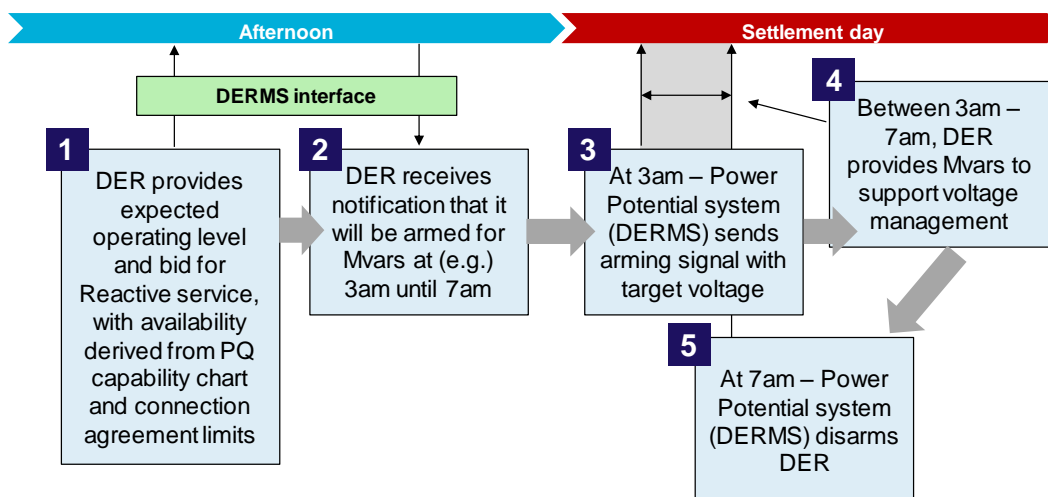 Afternoon
Settlement day
DERMS interface
1
DER provides
expected
operating level
and bid for
Reactive service,
with availability
derived from PQ
capability chart
and connection
agreement limits
2
DER receives
notification that it
will be armed for
Mvars at (e.g.)
3am until 7am
3
At 3am – Power
Potential system
(DERMS) sends
arming signal with
target voltage
4
Between 3am –
7am, DER
provides Mvars to
support voltage
management
5
At 7am – Power
Potential system
(DERMS) disarms
DER